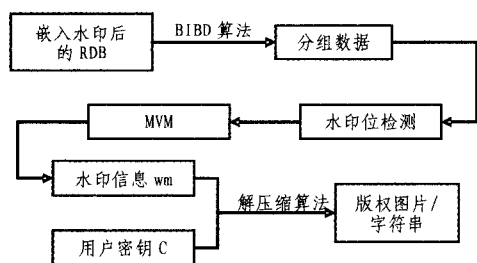 嵌入水印后
的 RDB
BIBD 算法
分组数据
MVM
水印位检测
水印信息 wm
用户密钥 C
解压缩算法
版权图片/
字符串